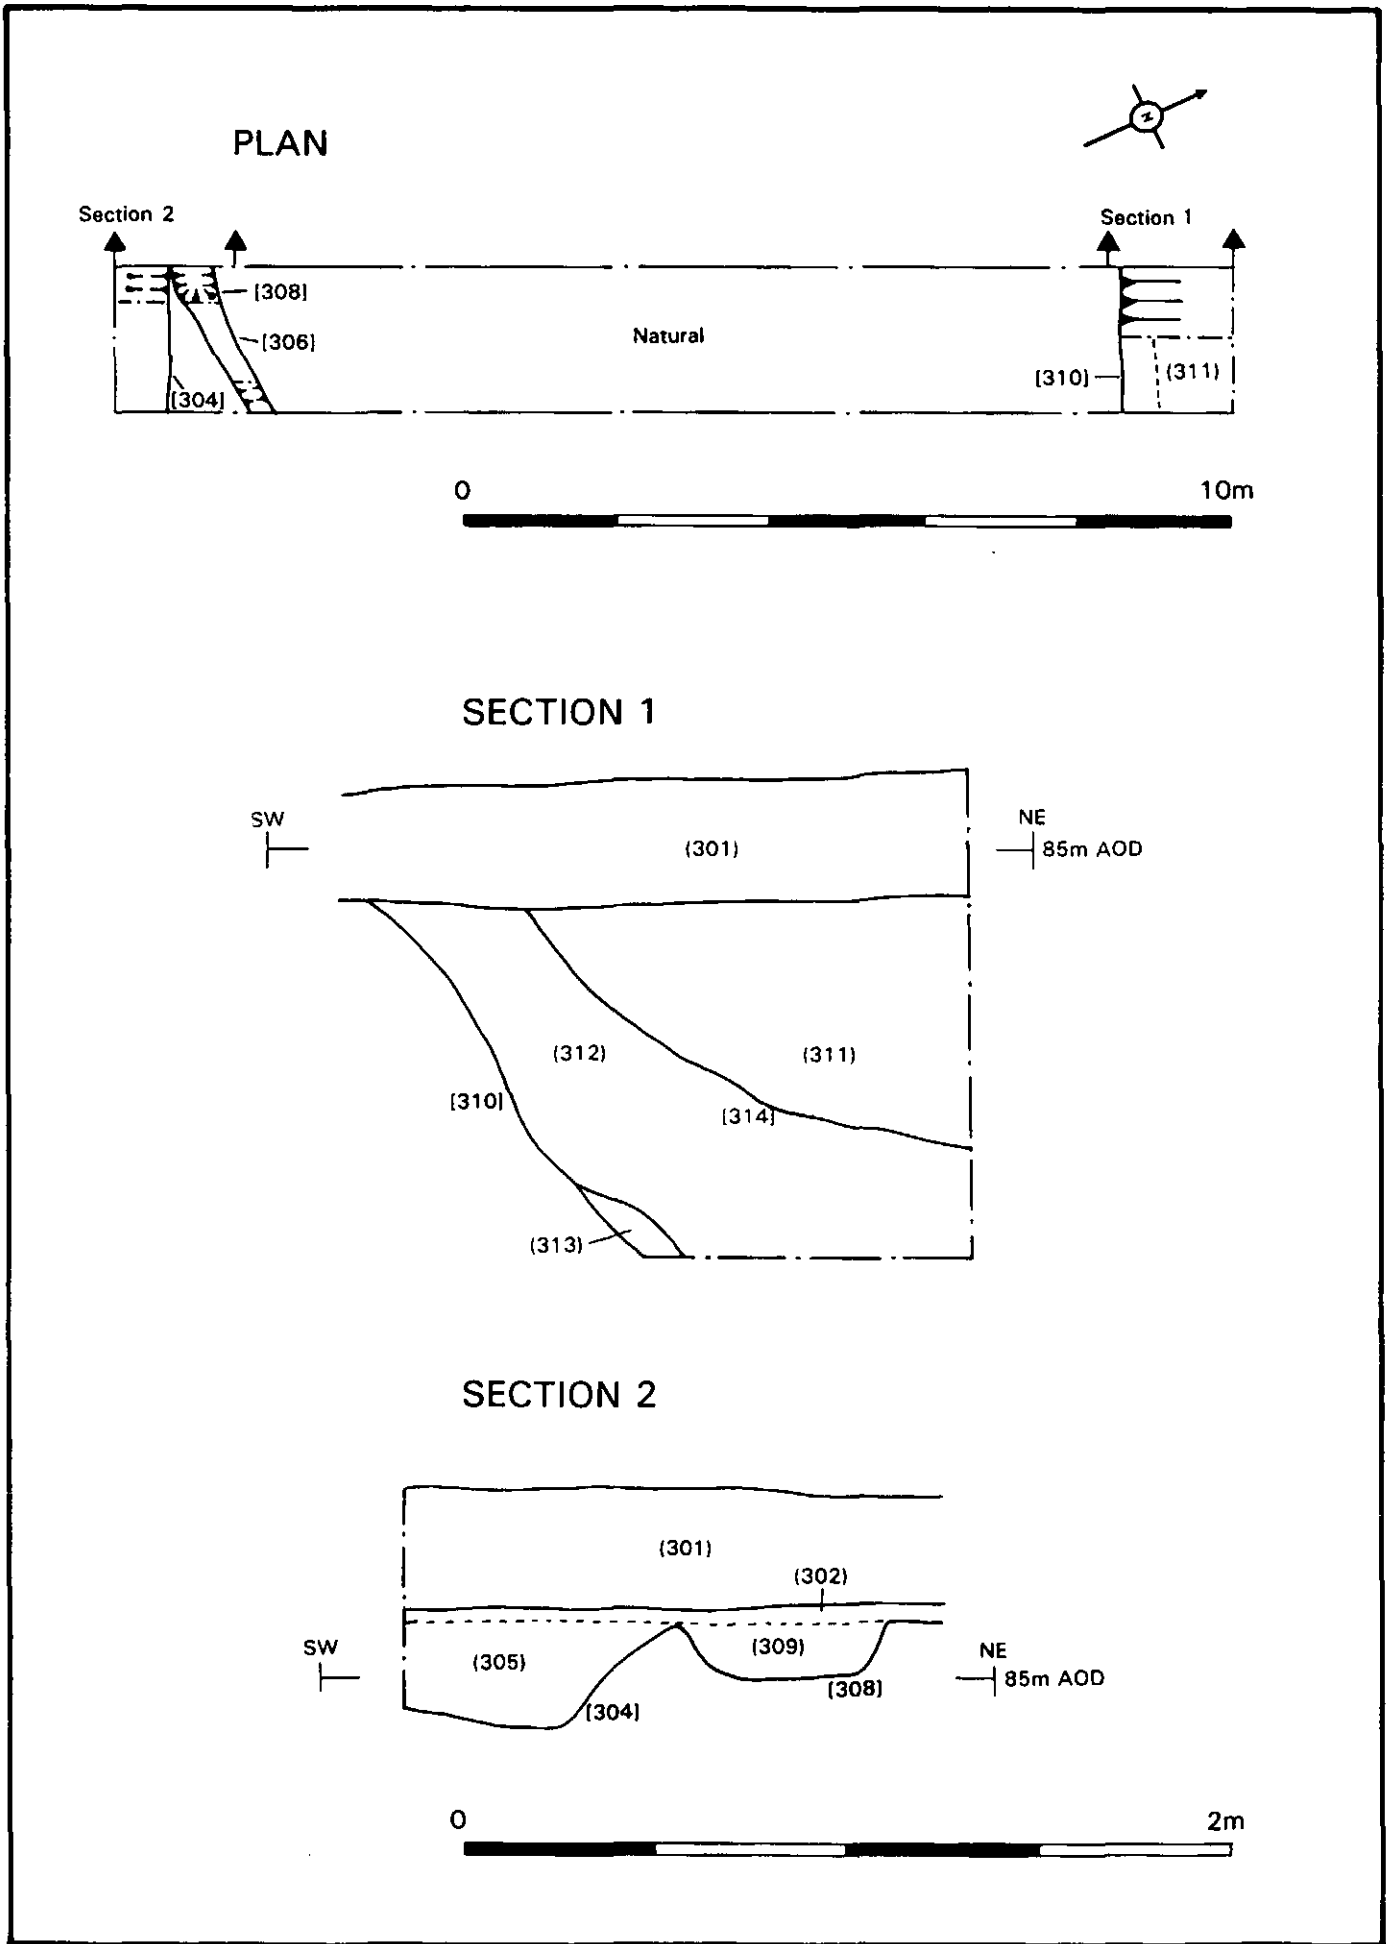 PLAN
N
Section 2
Section 1
[308]
[306]
Natural
[304]
[310]
(311)
0 10m
SECTION 1
SW
NE
(301)
85m AOD
(312)
(311)
[310]
[314]
(313)
SECTION 2
(301)
(302)
SW
(305)
(309)
NE
[304]
[308]
85m AOD
0 2m